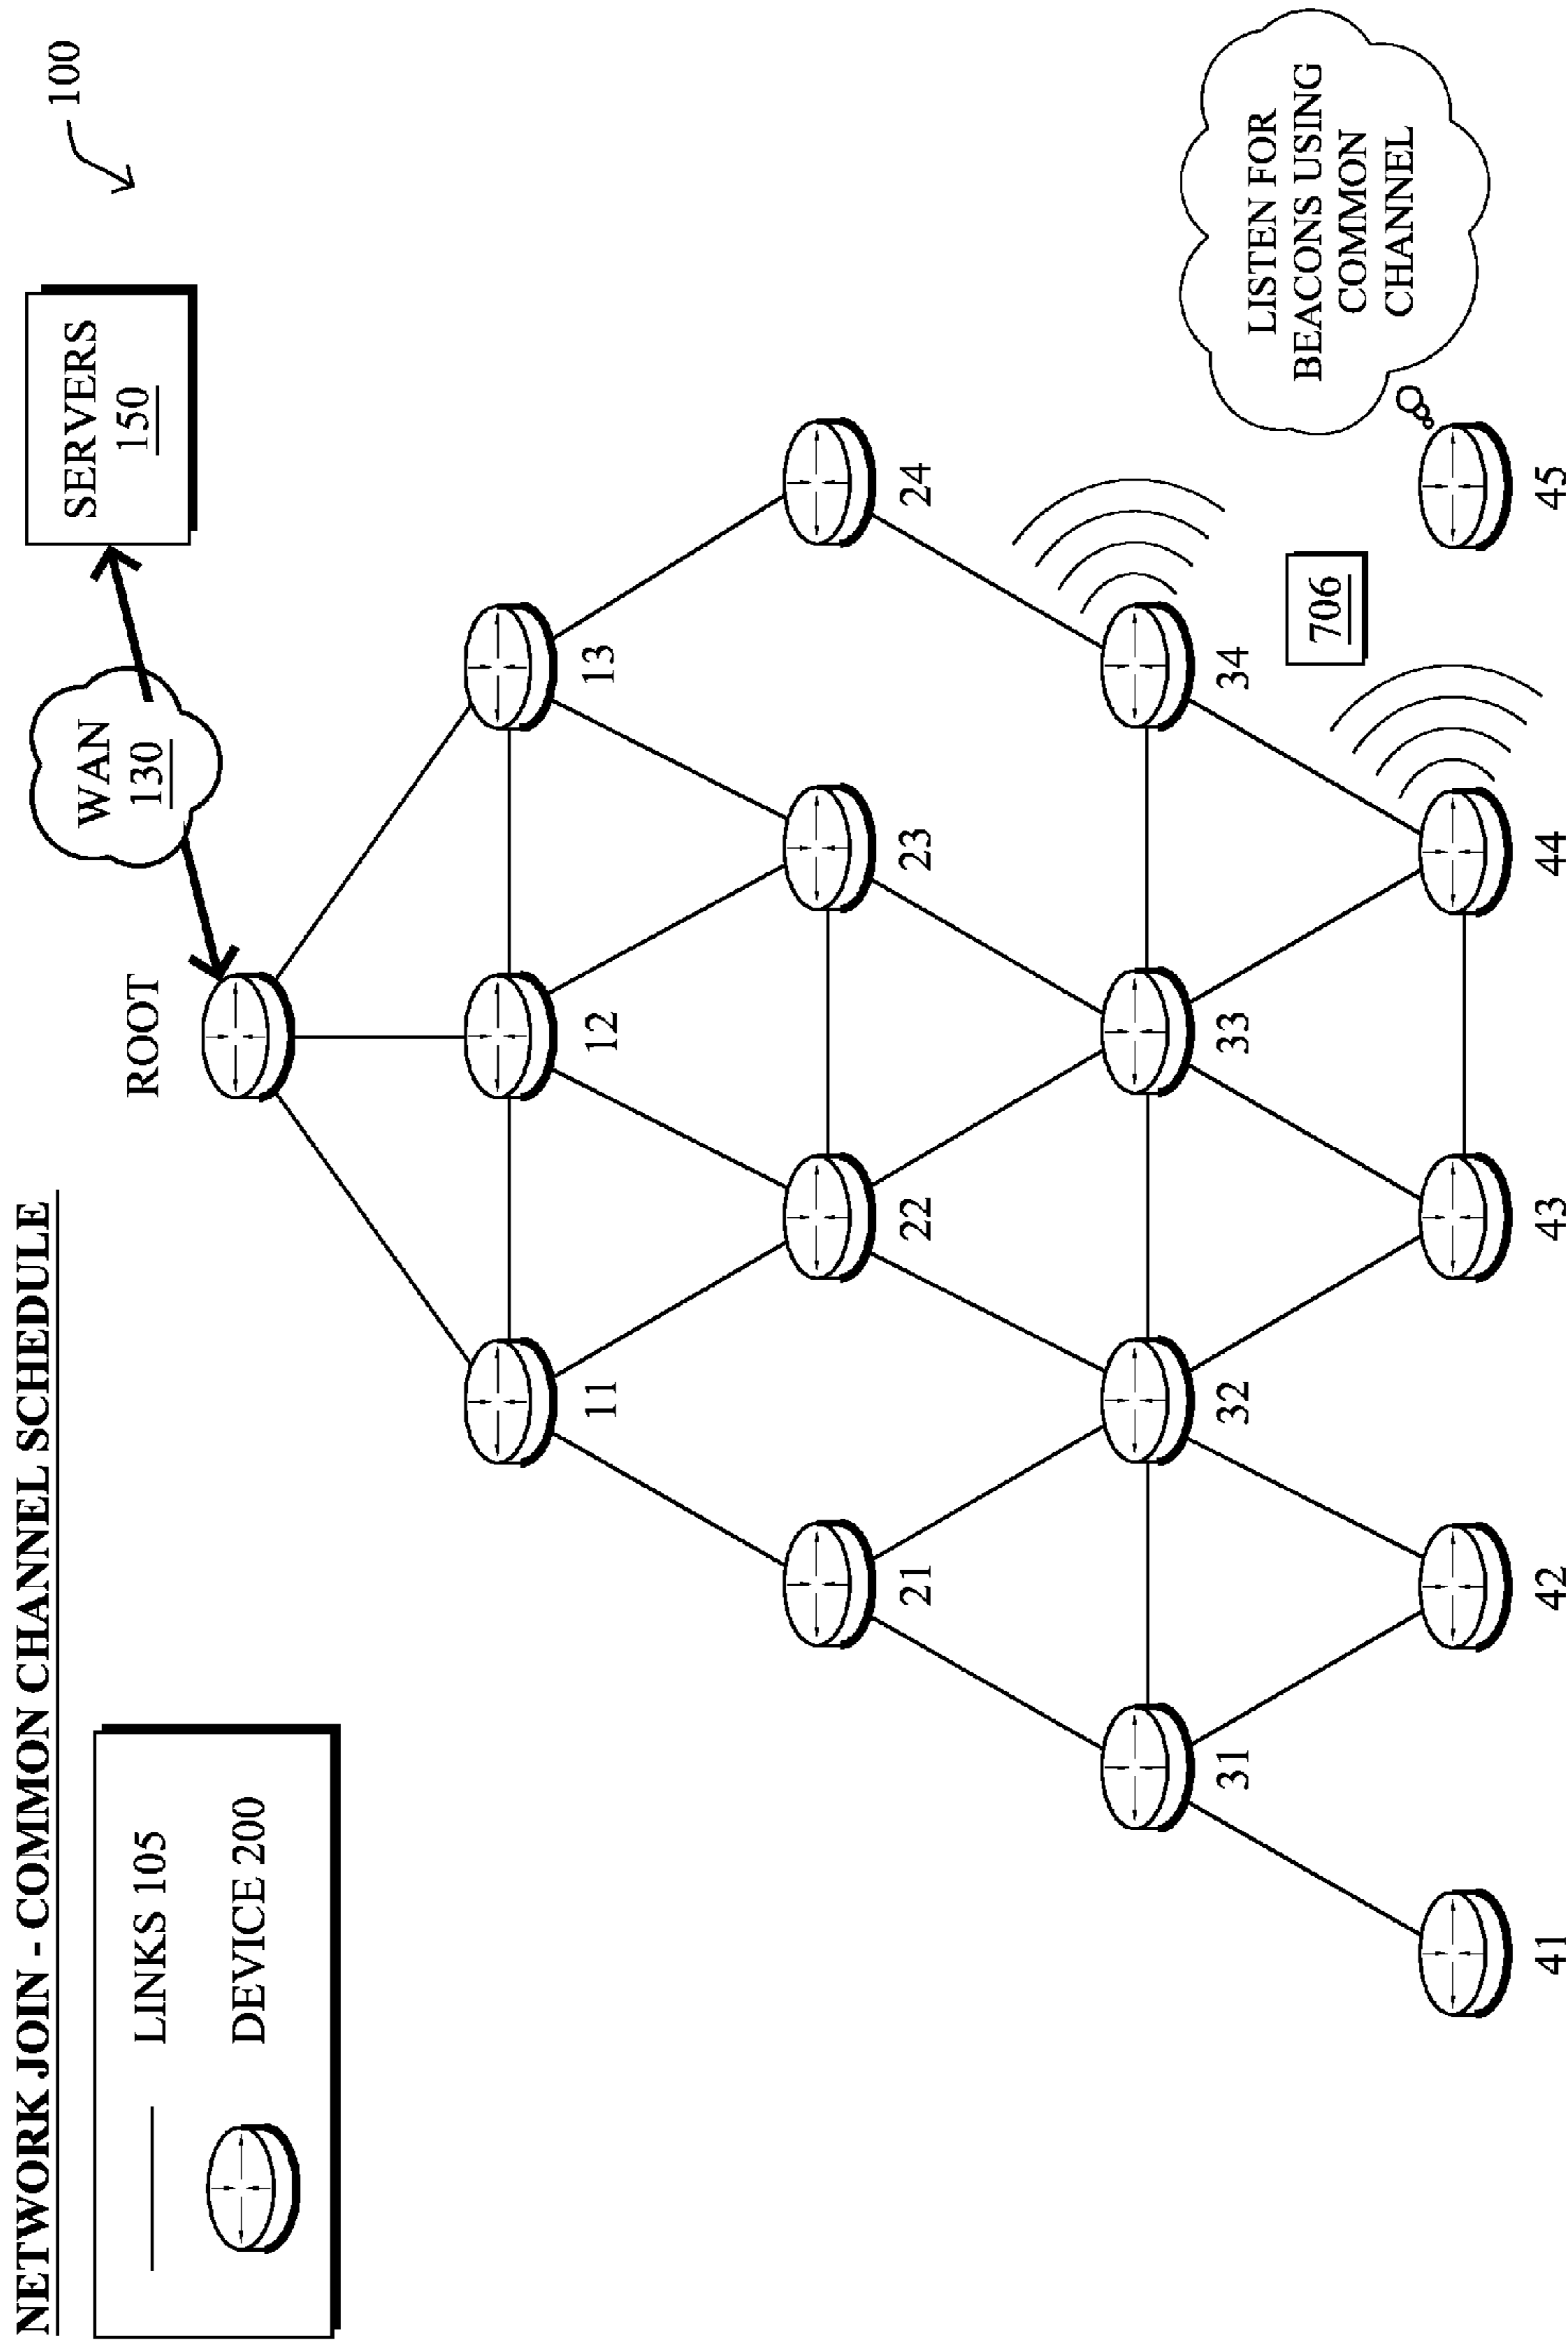 NETWORK JOIN - COMMON CHANNEL SCHEDULE
100
LINKS 105
DEVICE 200
WAN
130
SERVERS
150
ROOT
11
12
13
21
22
23
24
31
32
33
34
706
LISTEN FOR
BEACONS USING
COMMON
CHANNEL
41
42
43
44
45